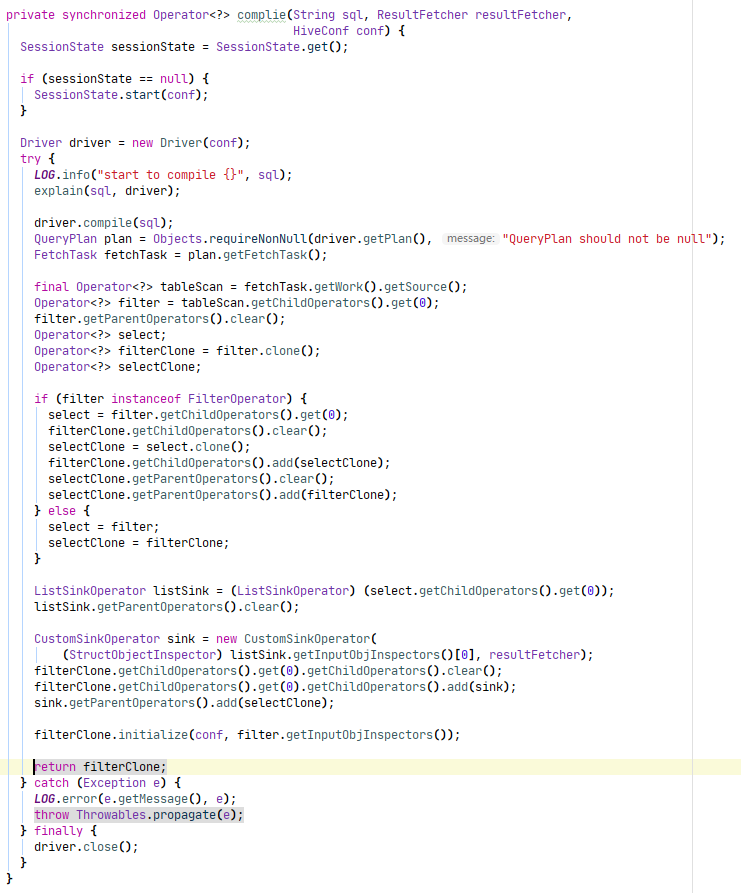 private synchronized Operator<?> complie(String sql, ResultFetcher resultFetcher,
                                         HiveConf conf) {
  SessionState sessionState = SessionState.get();

  if (sessionState == null) {
    SessionState.start(conf);
  }

  Driver driver = new Driver(conf);
  try {
    LOG.info("start to compile {}", sql);
    explain(sql, driver);

    driver.compile(sql);
    QueryPlan plan = Objects.requireNonNull(driver.getPlan(), message: "QueryPlan should not be null");
    FetchTask fetchTask = plan.getFetchTask();

    final Operator<?> tableScan = fetchTask.getWork().getSource();
    Operator<?> filter = tableScan.getChildOperators().get(0);
    filter.getParentOperators().clear();
    Operator<?> select;
    Operator<?> filterClone = filter.clone();
    Operator<?> selectClone;

    if (filter instanceof FilterOperator) {
      select = filter.getChildOperators().get(0);
      filterClone.getChildOperators().clear();
      selectClone = select.clone();
      filterClone.getChildOperators().add(selectClone);
      selectClone.getParentOperators().clear();
      selectClone.getParentOperators().add(filterClone);
    } else {
      select = filter;
      selectClone = filterClone;
    }

    ListSinkOperator listSink = (ListSinkOperator) (select.getChildOperators().get(0));
    listSink.getParentOperators().clear();

    CustomSinkOperator sink = new CustomSinkOperator(
        (StructObjectInspector) listSink.getInputObjInspectors()[0], resultFetcher);
    filterClone.getChildOperators().get(0).getChildOperators().clear();
    filterClone.getChildOperators().get(0).getChildOperators().add(sink);
    sink.getParentOperators().add(selectClone);

    filterClone.initialize(conf, filter.getInputObjInspectors());

    return filterClone;
  } catch (Exception e) {
    LOG.error(e.getMessage(), e);
    throw Throwables.propagate(e);
  } finally {
    driver.close();
  }
}